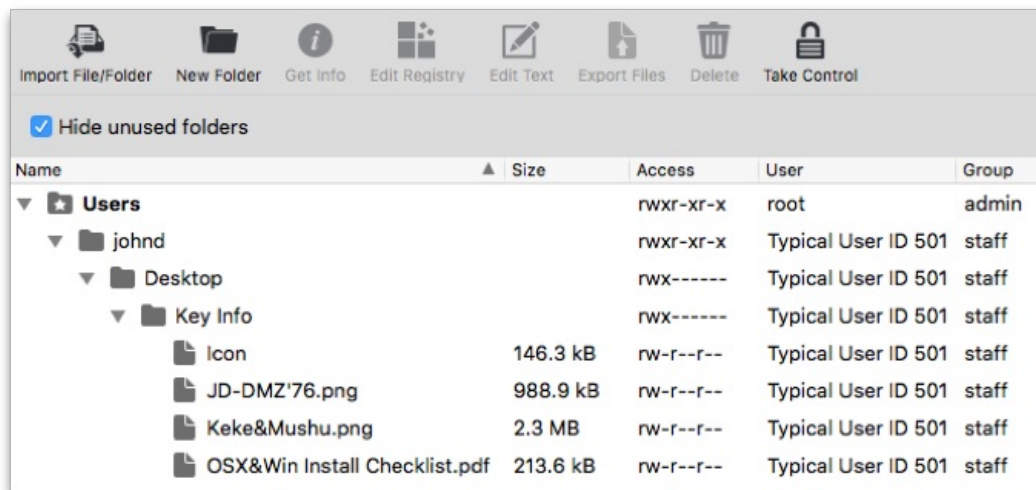 Import File/Folder New Folder Get Info Edit Registry Edit Text Export Files Delete Take Control
Hide unused folders
Name Size Access User Group
Users rwxr-xr-x root admin
johnd rwxr-xr-x Typical User ID 501 staff
Desktop rwx------ Typical User ID 501 staff
Key Info rwx------ Typical User ID 501 staff
Icon 146.3 kB rw-r--r-- Typical User ID 501 staff
JD-DMZ'76.png 988.9 kB rw-r--r-- Typical User ID 501 staff
Keke&Mushu.png 2.3 MB rw-r--r-- Typical User ID 501 staff
OSX&Win Install Checklist.pdf 213.6 kB rw-r--r-- Typical User ID 501 staff